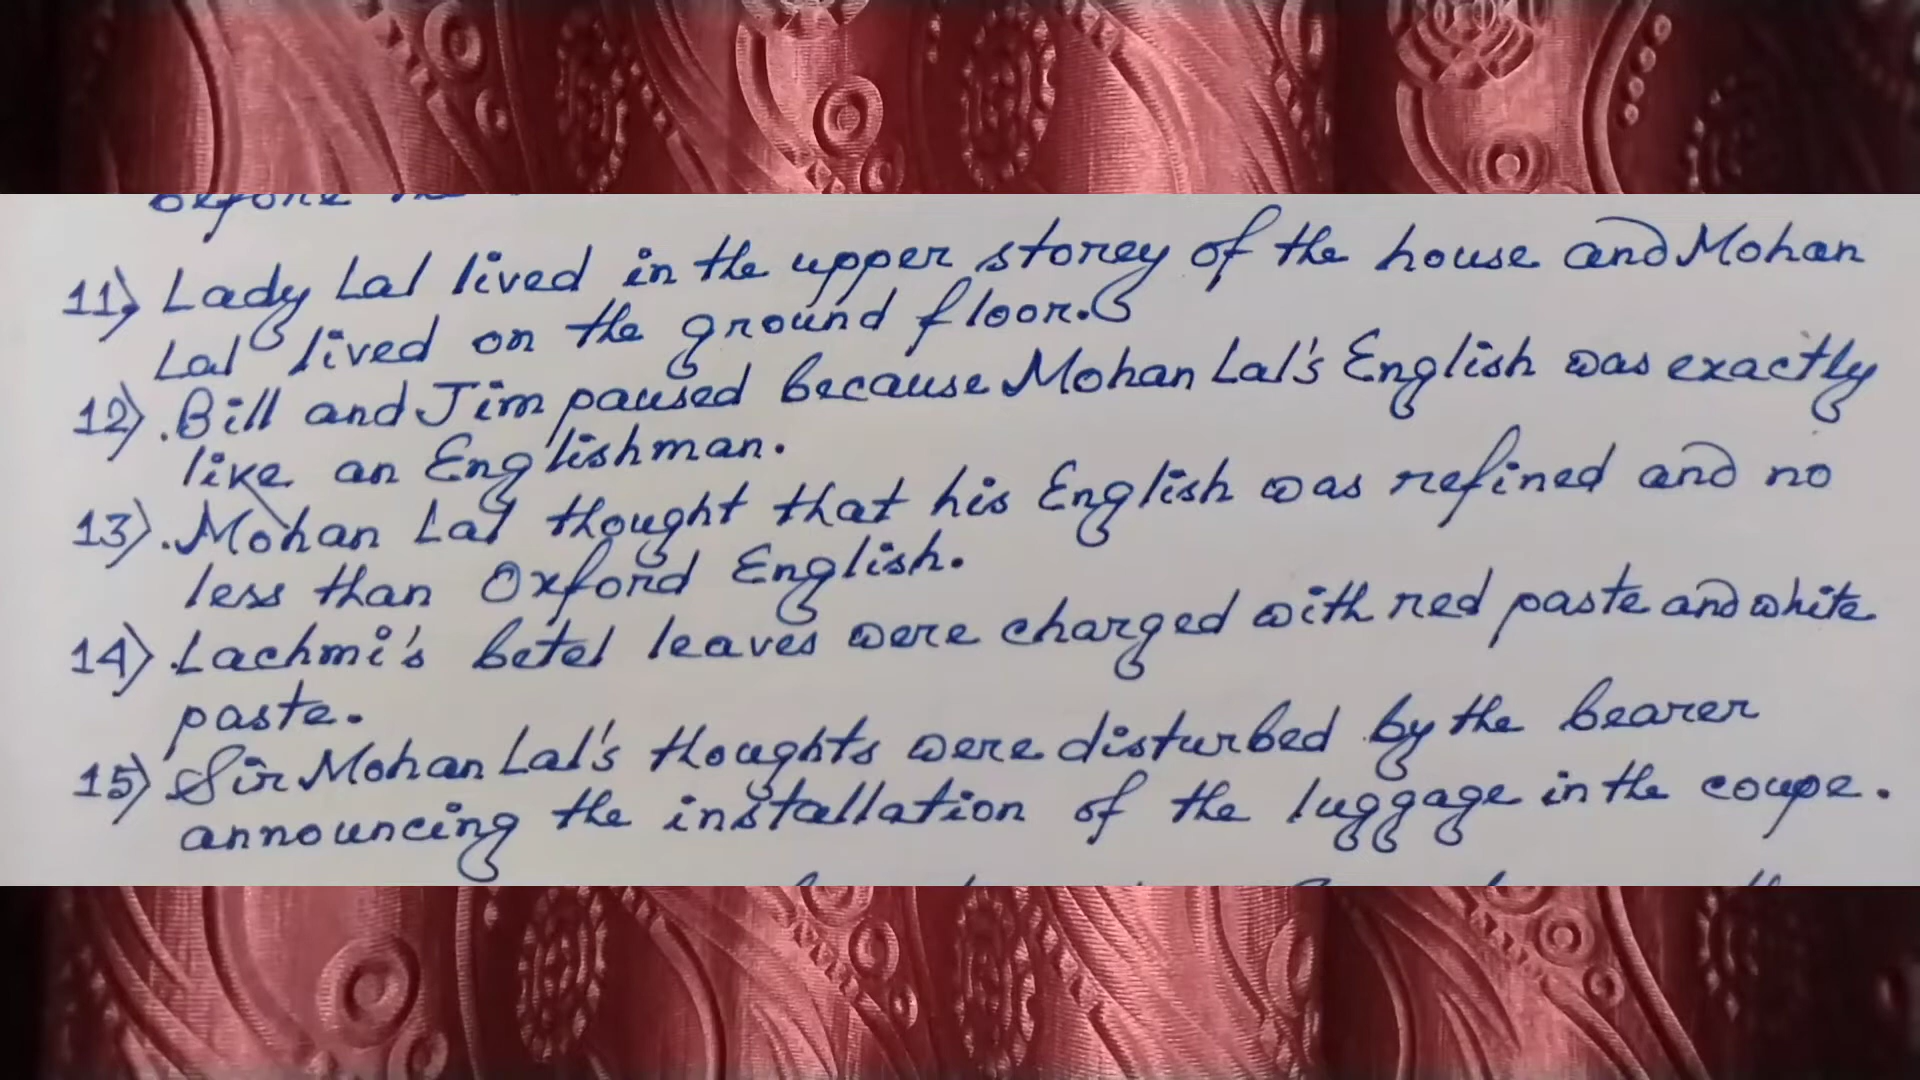 11) Lady Lal lived in the upper storey of the house and Mohan
Lal lived on the ground floor.
12). Bill and Jim paused because Mohan Lal's English was exactly
like an Englishman.
13). Mohan Lal thought that his English was refined and no
less than Oxford English.
14) Lachmi's betel leaves were charged with red paste and white
paste.
15) Sir Mohan Lal's thoughts were disturbed by the bearer
announcing the installation of the luggage in the coupe.